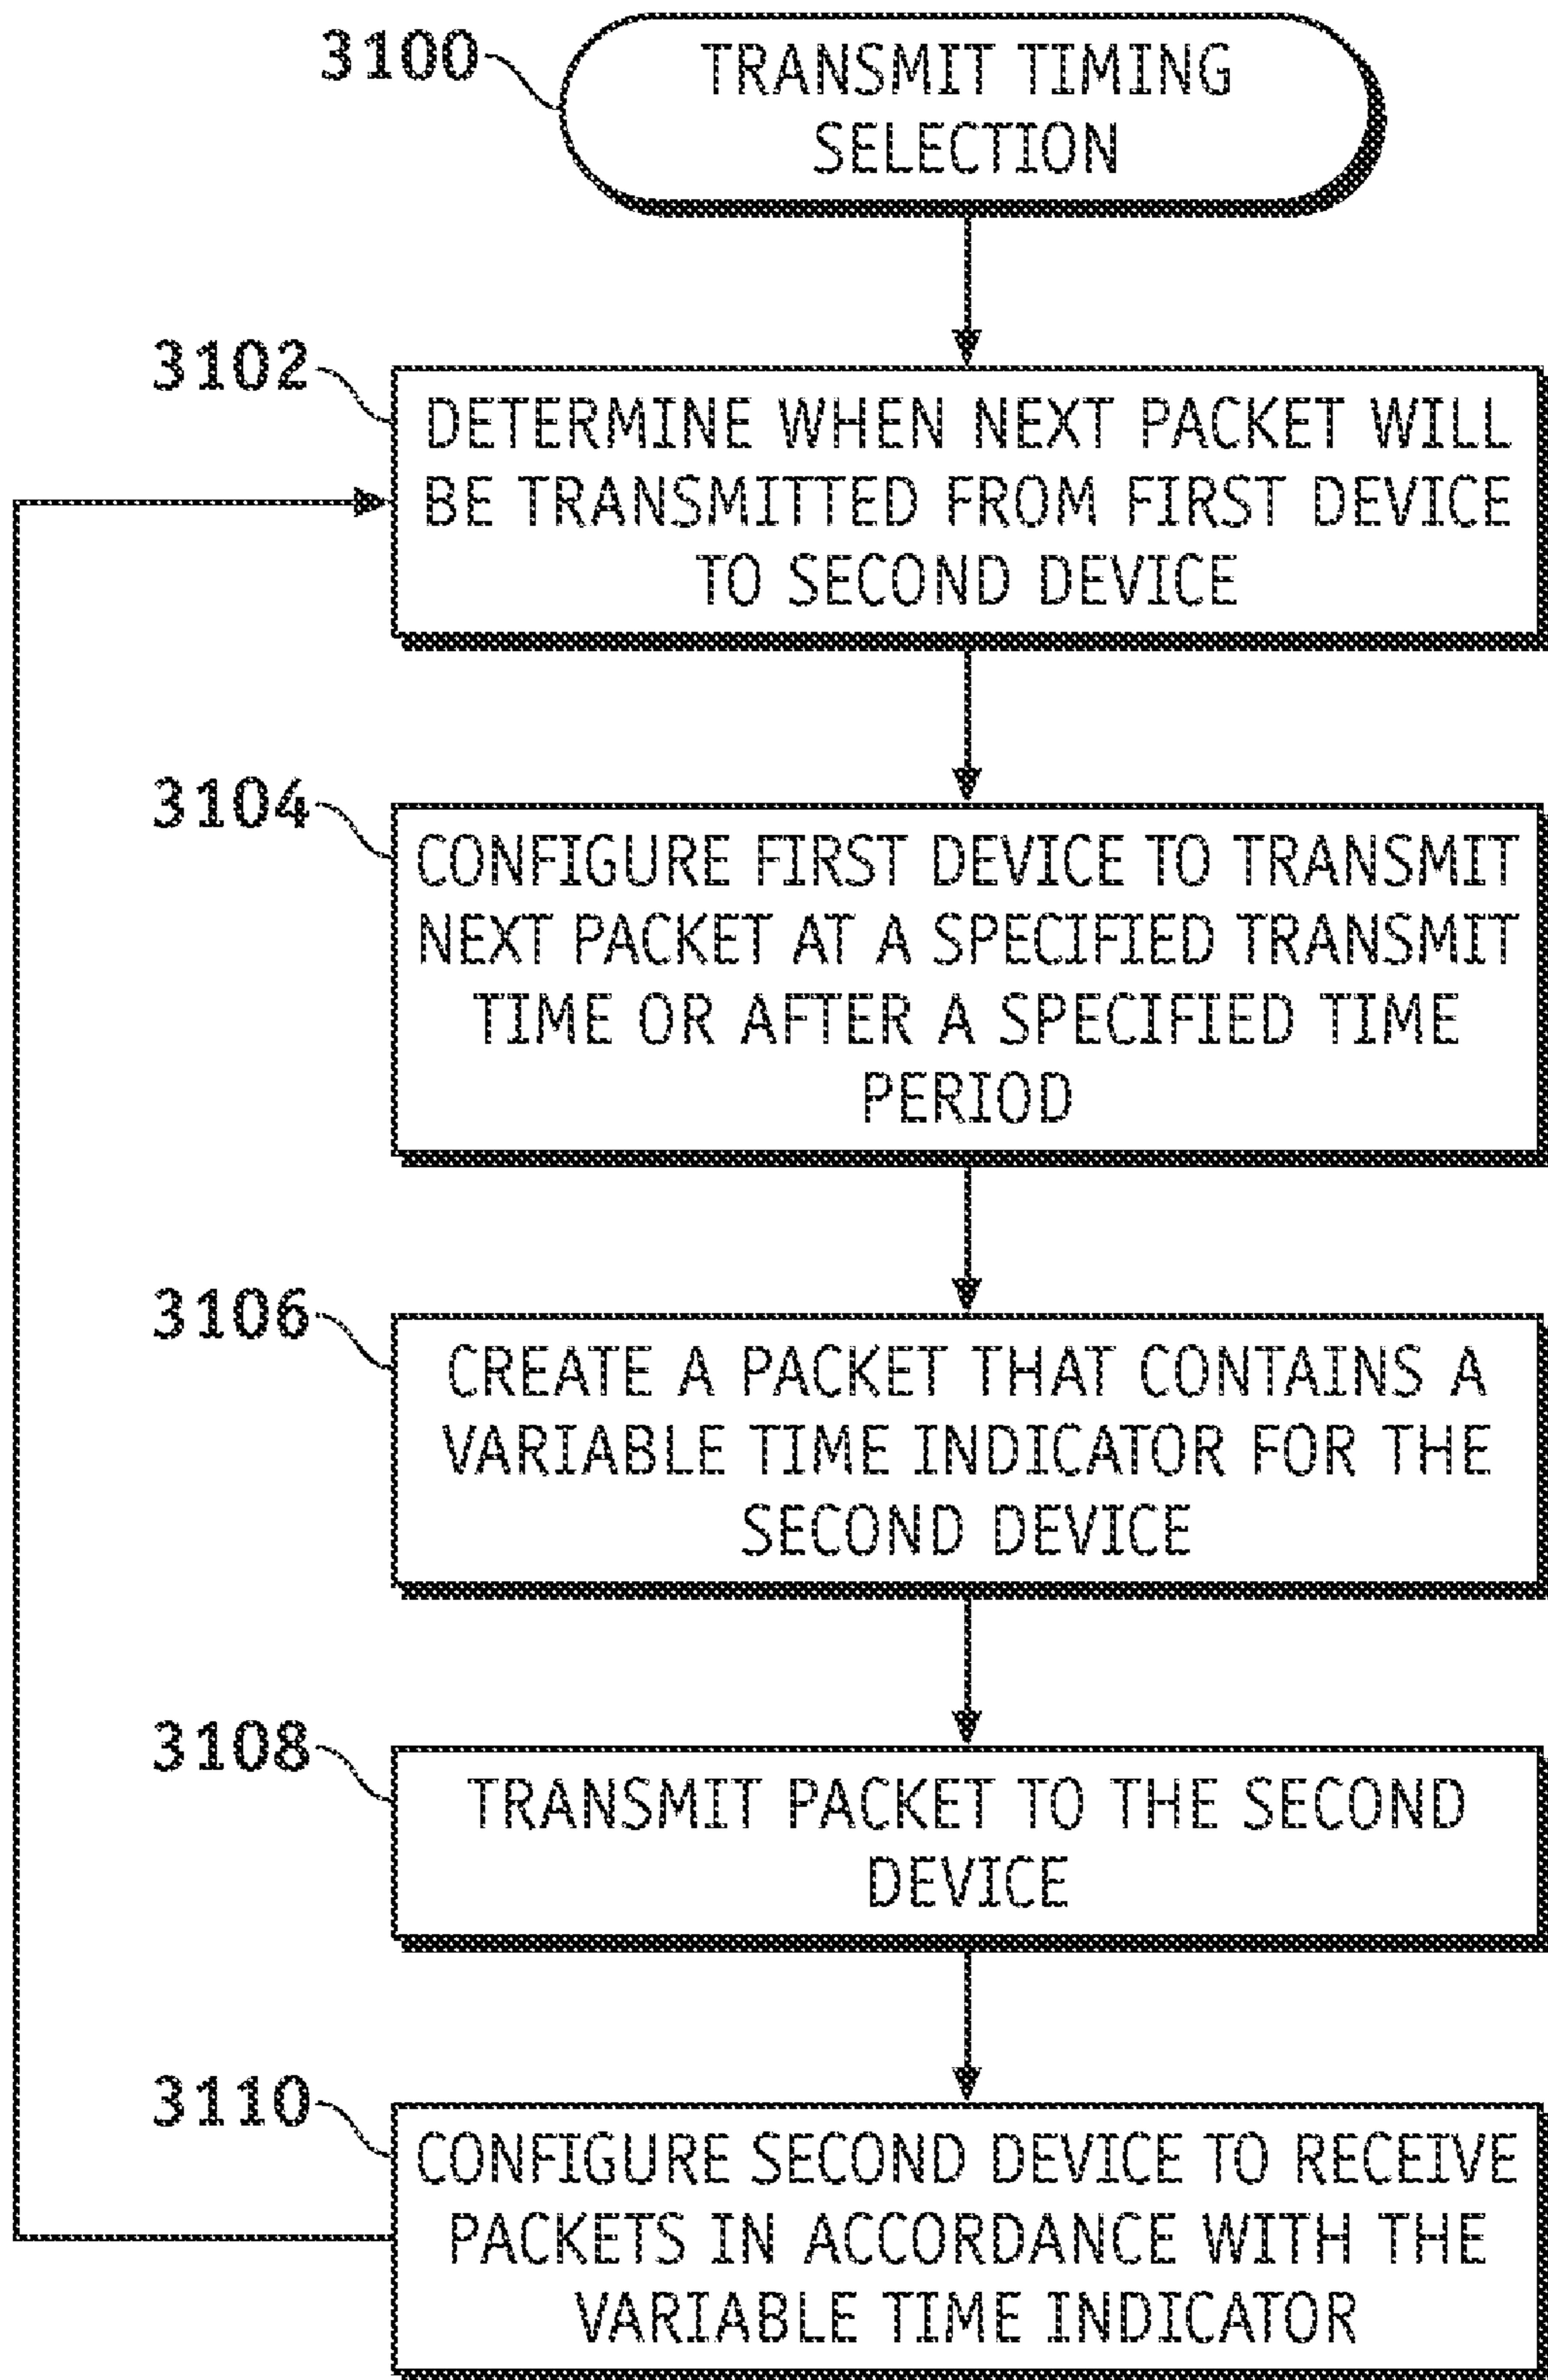 3100
TRANSMIT TIMING
SELECTION
3102
DETERMINE WHEN NEXT PACKET WILL
BE TRANSMITTED FROM FIRST DEVICE
TO SECOND DEVICE
3104
CONFIGURE FIRST DEVICE TO TRANSMIT
NEXT PACKET AT A SPECIFIED TRANSMIT
TIME OR AFTER A SPECIFIED TIME
PERIOD
3106
CREATE A PACKET THAT CONTAINS A
VARIABLE TIME INDICATOR FOR THE
SECOND DEVICE
3108
TRANSMIT PACKET TO THE SECOND
DEVICE
3110
CONFIGURE SECOND DEVICE TO RECEIVE
PACKETS IN ACCORDANCE WITH THE
VARIABLE TIME INDICATOR